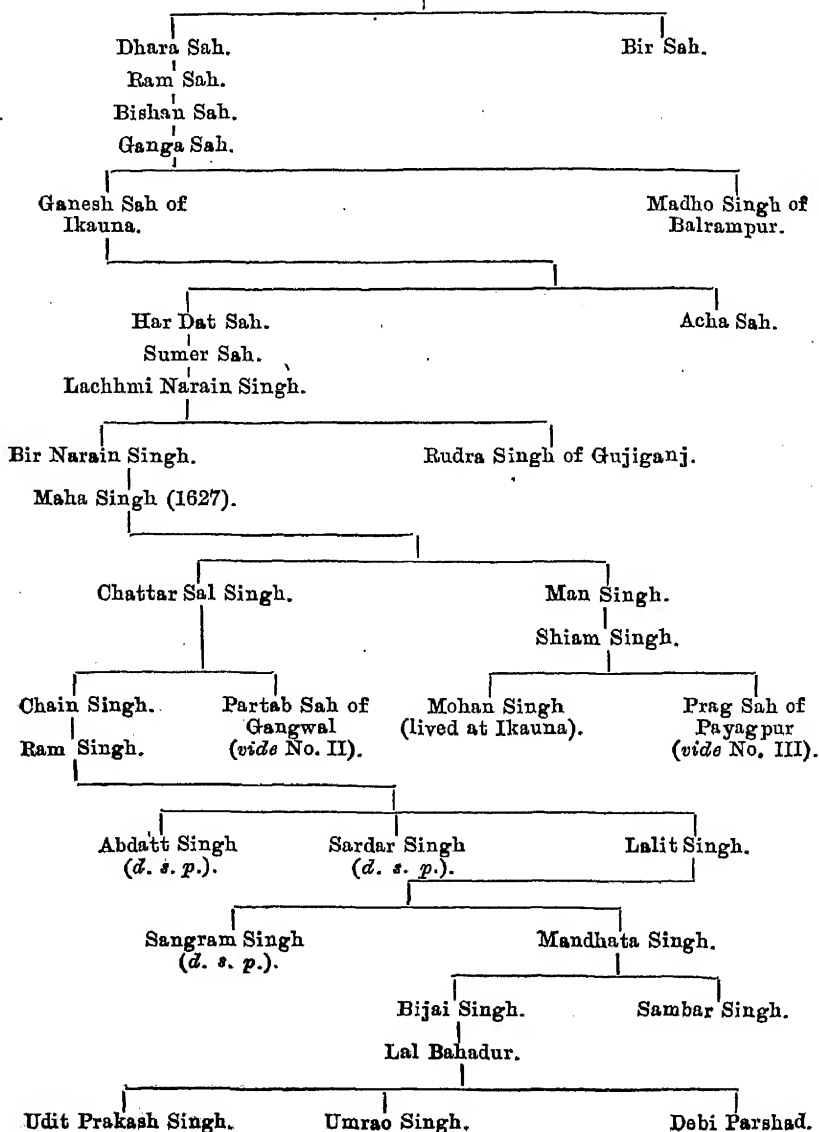 Dhara Sah. Bir Sah.
Ram Sah.
Bishan Sah.
Ganga Sah.
Ganesh Sah of Ikauna. Madho Singh of Balrampur.
Har Dat Sah. Acha Sah.
Sumer Sah.
Lachhmi Narain Singh.
Bir Narain Singh. Rudra Singh of Gujiganj.
Maha Singh (1627).
Chattar Sal Singh. Man Singh.
Shiam Singh.
Chain Singh. Partab Sah of Gangwal (vide No. II). Mohan Singh (lived at Ikauna). Prag Sah of Payagpur (vide No. III).
Ram Singh.
Abdatt Singh (d. s. p.). Sardar Singh (d. s. p.). Lalit Singh.
Sangram Singh (d. s. p.). Mandhata Singh.
Bijai Singh. Sambar Singh.
Lal Bahadur.
Udit Prakash Singh. Umrao Singh. Debi Parshad.